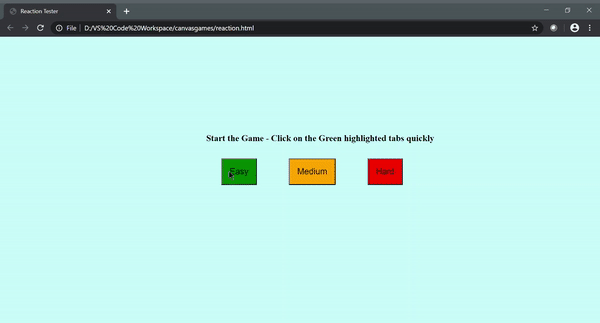 Reaction Tester
File | D:/VS%20Code%20Workspace/canvasgames/reaction.html
Start the Game - Click on the Green highlighted tabs quickly
Easy Medium Hard